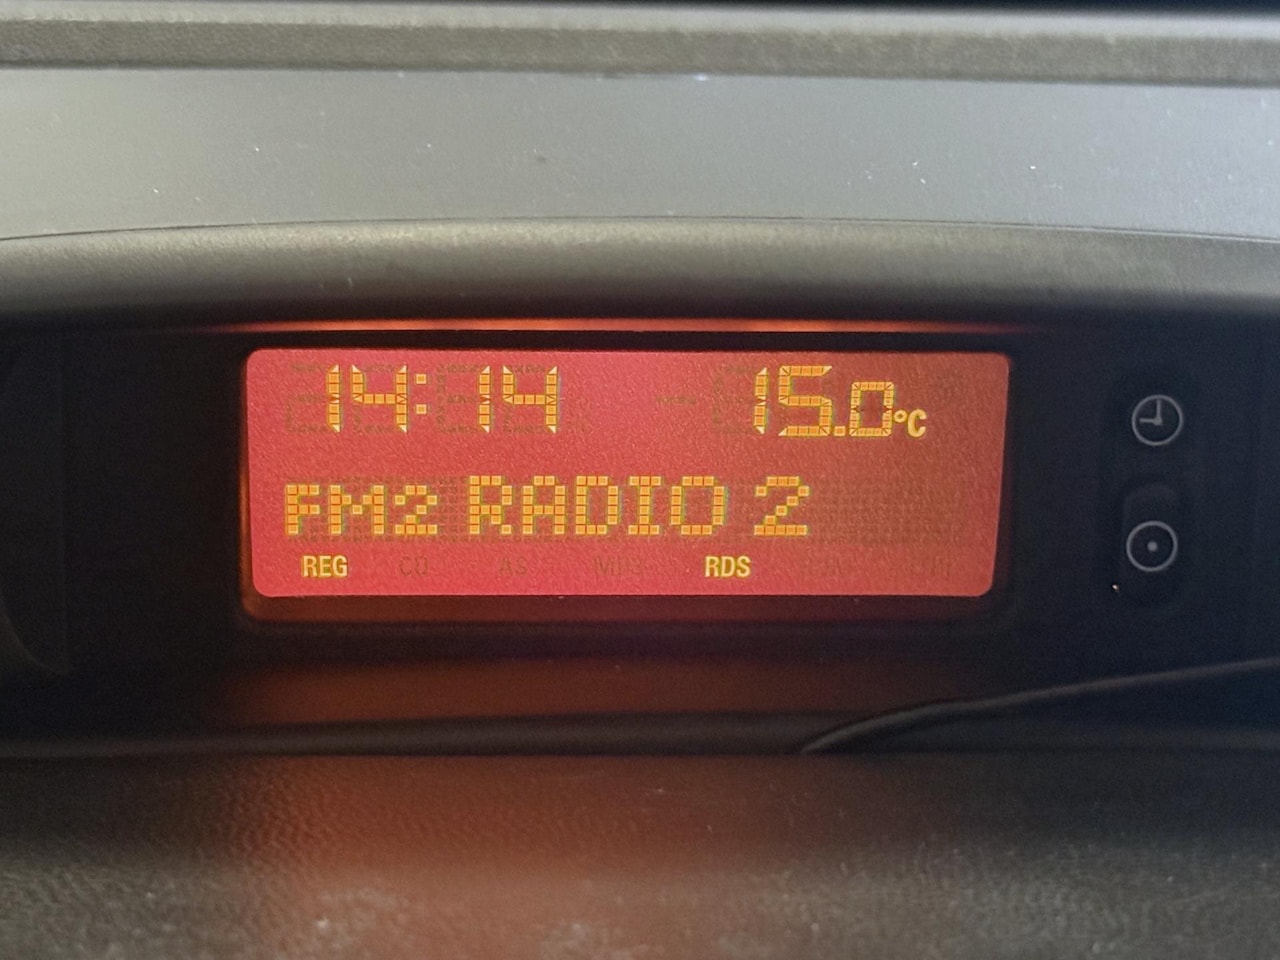 14:14 15.0°C
FM2 RADIO 2
REG RDS